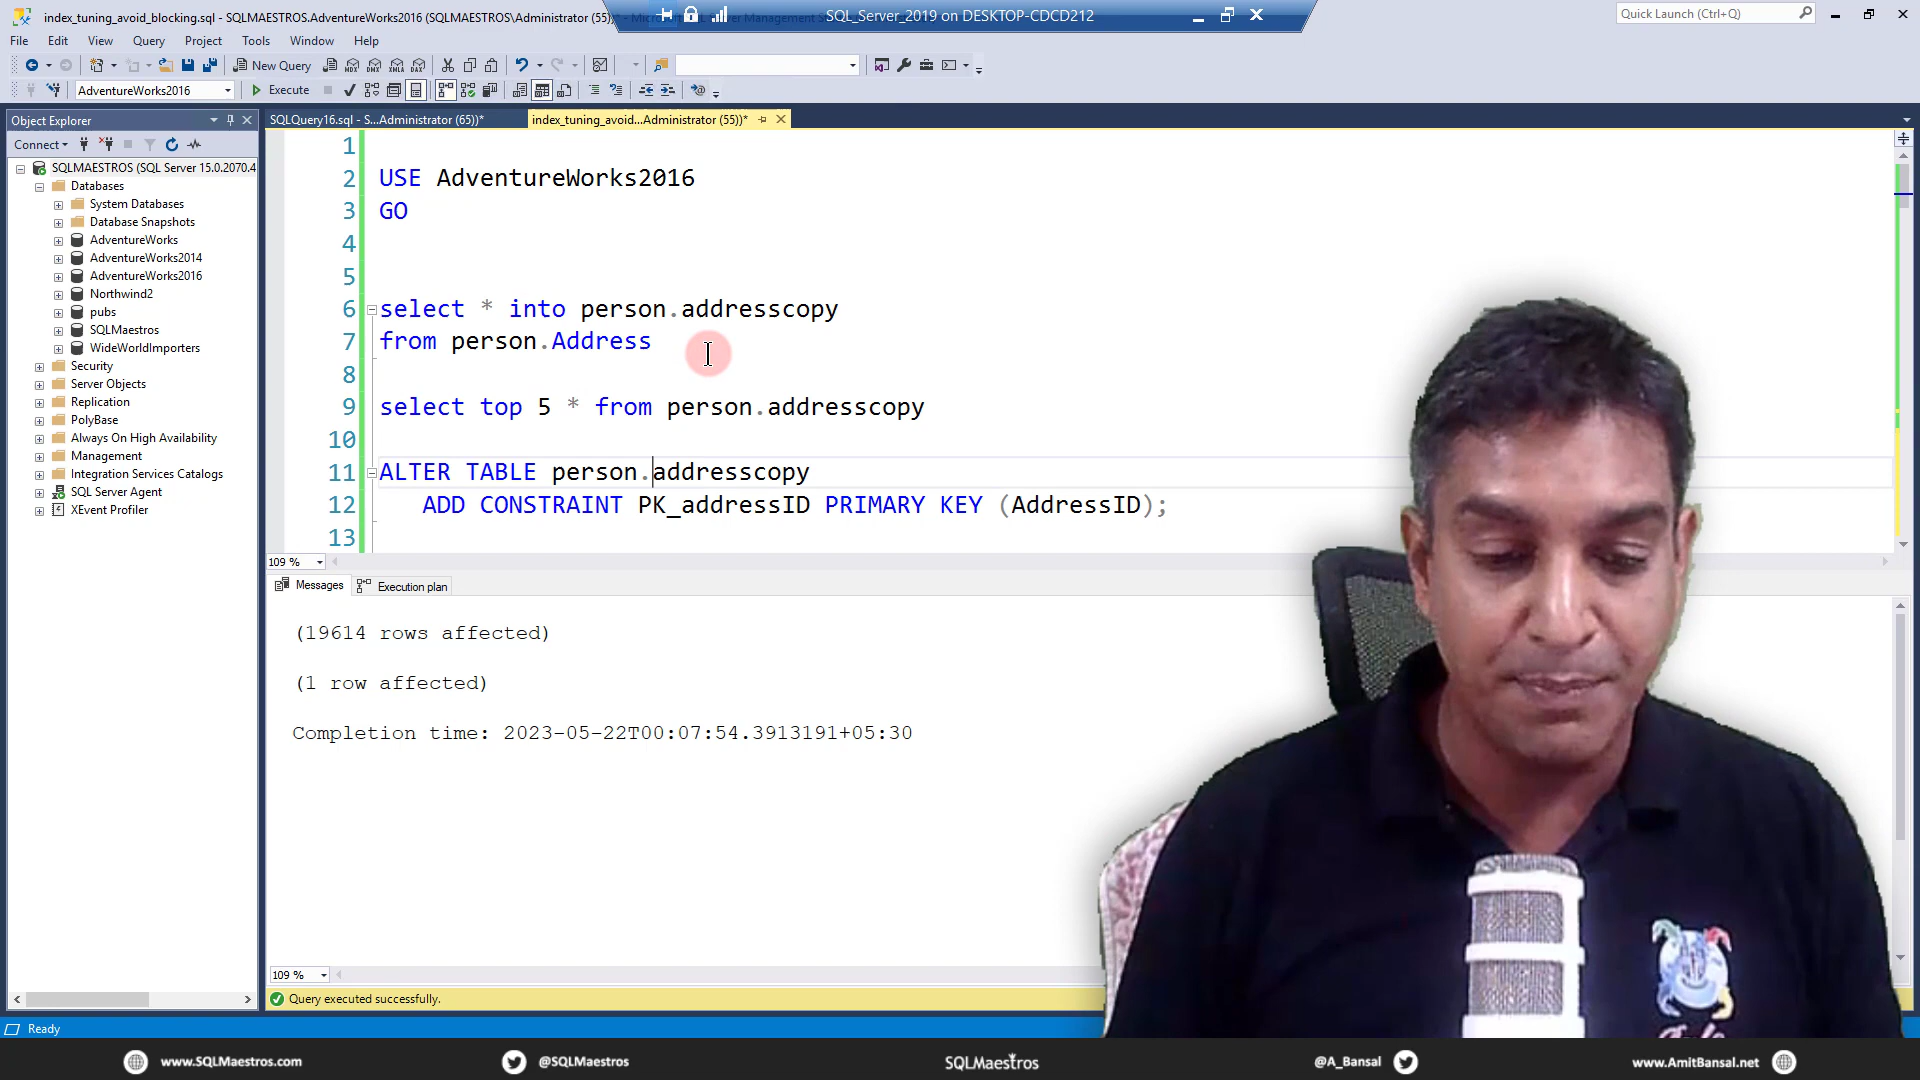 index_tuning_avoid_blocking.sql - SQLMAESTROS.AdventureWorks2016 (SQLMAESTROS\Administrator (55))*
SQL_Server_2019 on DESKTOP-CDCD212
Quick Launch (Ctrl+Q)
File Edit View Query Project Tools Window Help
New Query
AdventureWorks2016
Execute
Object Explorer
SQLQuery16.sql - S...Administrator (65))*
index_tuning_avoid...Administrator (55))*
Connect
SQLMAESTROS (SQL Server 15.0.2070.4
Databases
System Databases
Database Snapshots
AdventureWorks
AdventureWorks2014
AdventureWorks2016
Northwind2
pubs
SQLMaestros
WideWorldImporters
Security
Server Objects
Replication
PolyBase
Always On High Availability
Management
Integration Services Catalogs
SQL Server Agent
XEvent Profiler
1
2 USE AdventureWorks2016
3 GO
4
5
6 select * into person.addresscopy
7 from person.Address
8
9 select top 5 * from person.addresscopy
10
11 ALTER TABLE person.addresscopy
12 ADD CONSTRAINT PK_addressID PRIMARY KEY (AddressID);
13
109 %
Messages Execution plan
(19614 rows affected)
(1 row affected)
Completion time: 2023-05-22T00:07:54.3913191+05:30
109 %
Query executed successfully.
Ready
www.SQLMaestros.com @SQLMaestros SQLMaestros @A_Bansal www.AmitBansal.net